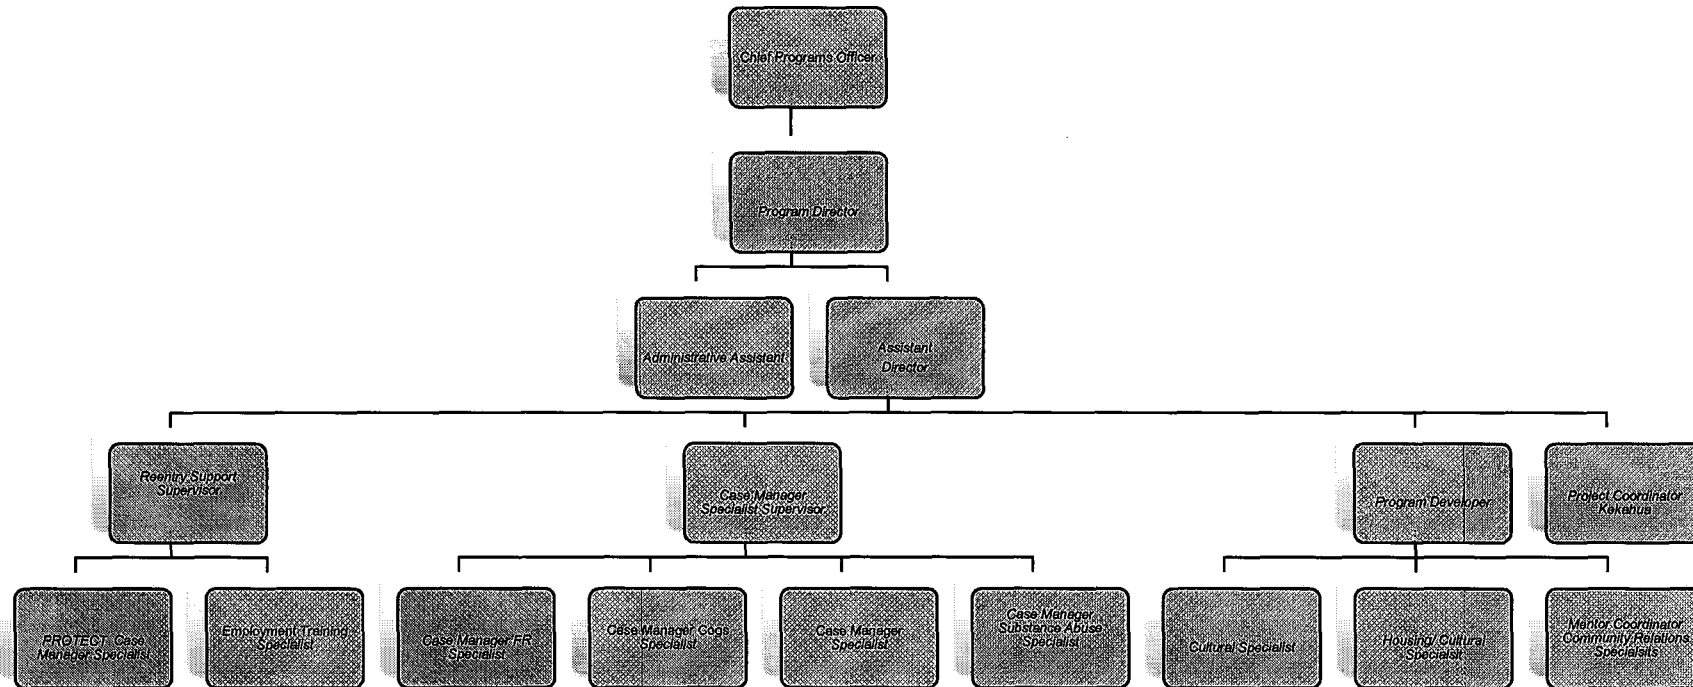 Chief Programs Officer
Program Director
Administrative Assistant
Assistant
Director
Reentry Support
Supervisor
Case Manager
Specialist Supervisor
Program Developer
Project Coordinator
Kekahua
PROTECT Case
Manager Specialist
Employment Training
Specialist
Case Manager FR
Specialist
Case Manager Cogs
Specialist
Case Manager
Specialist
Case Manager
Substance Abuse
Specialist
Cultural Specialist
Housing/ Cultural
Specialsit
Mentor Coordinator
Community Relations
Specialsits